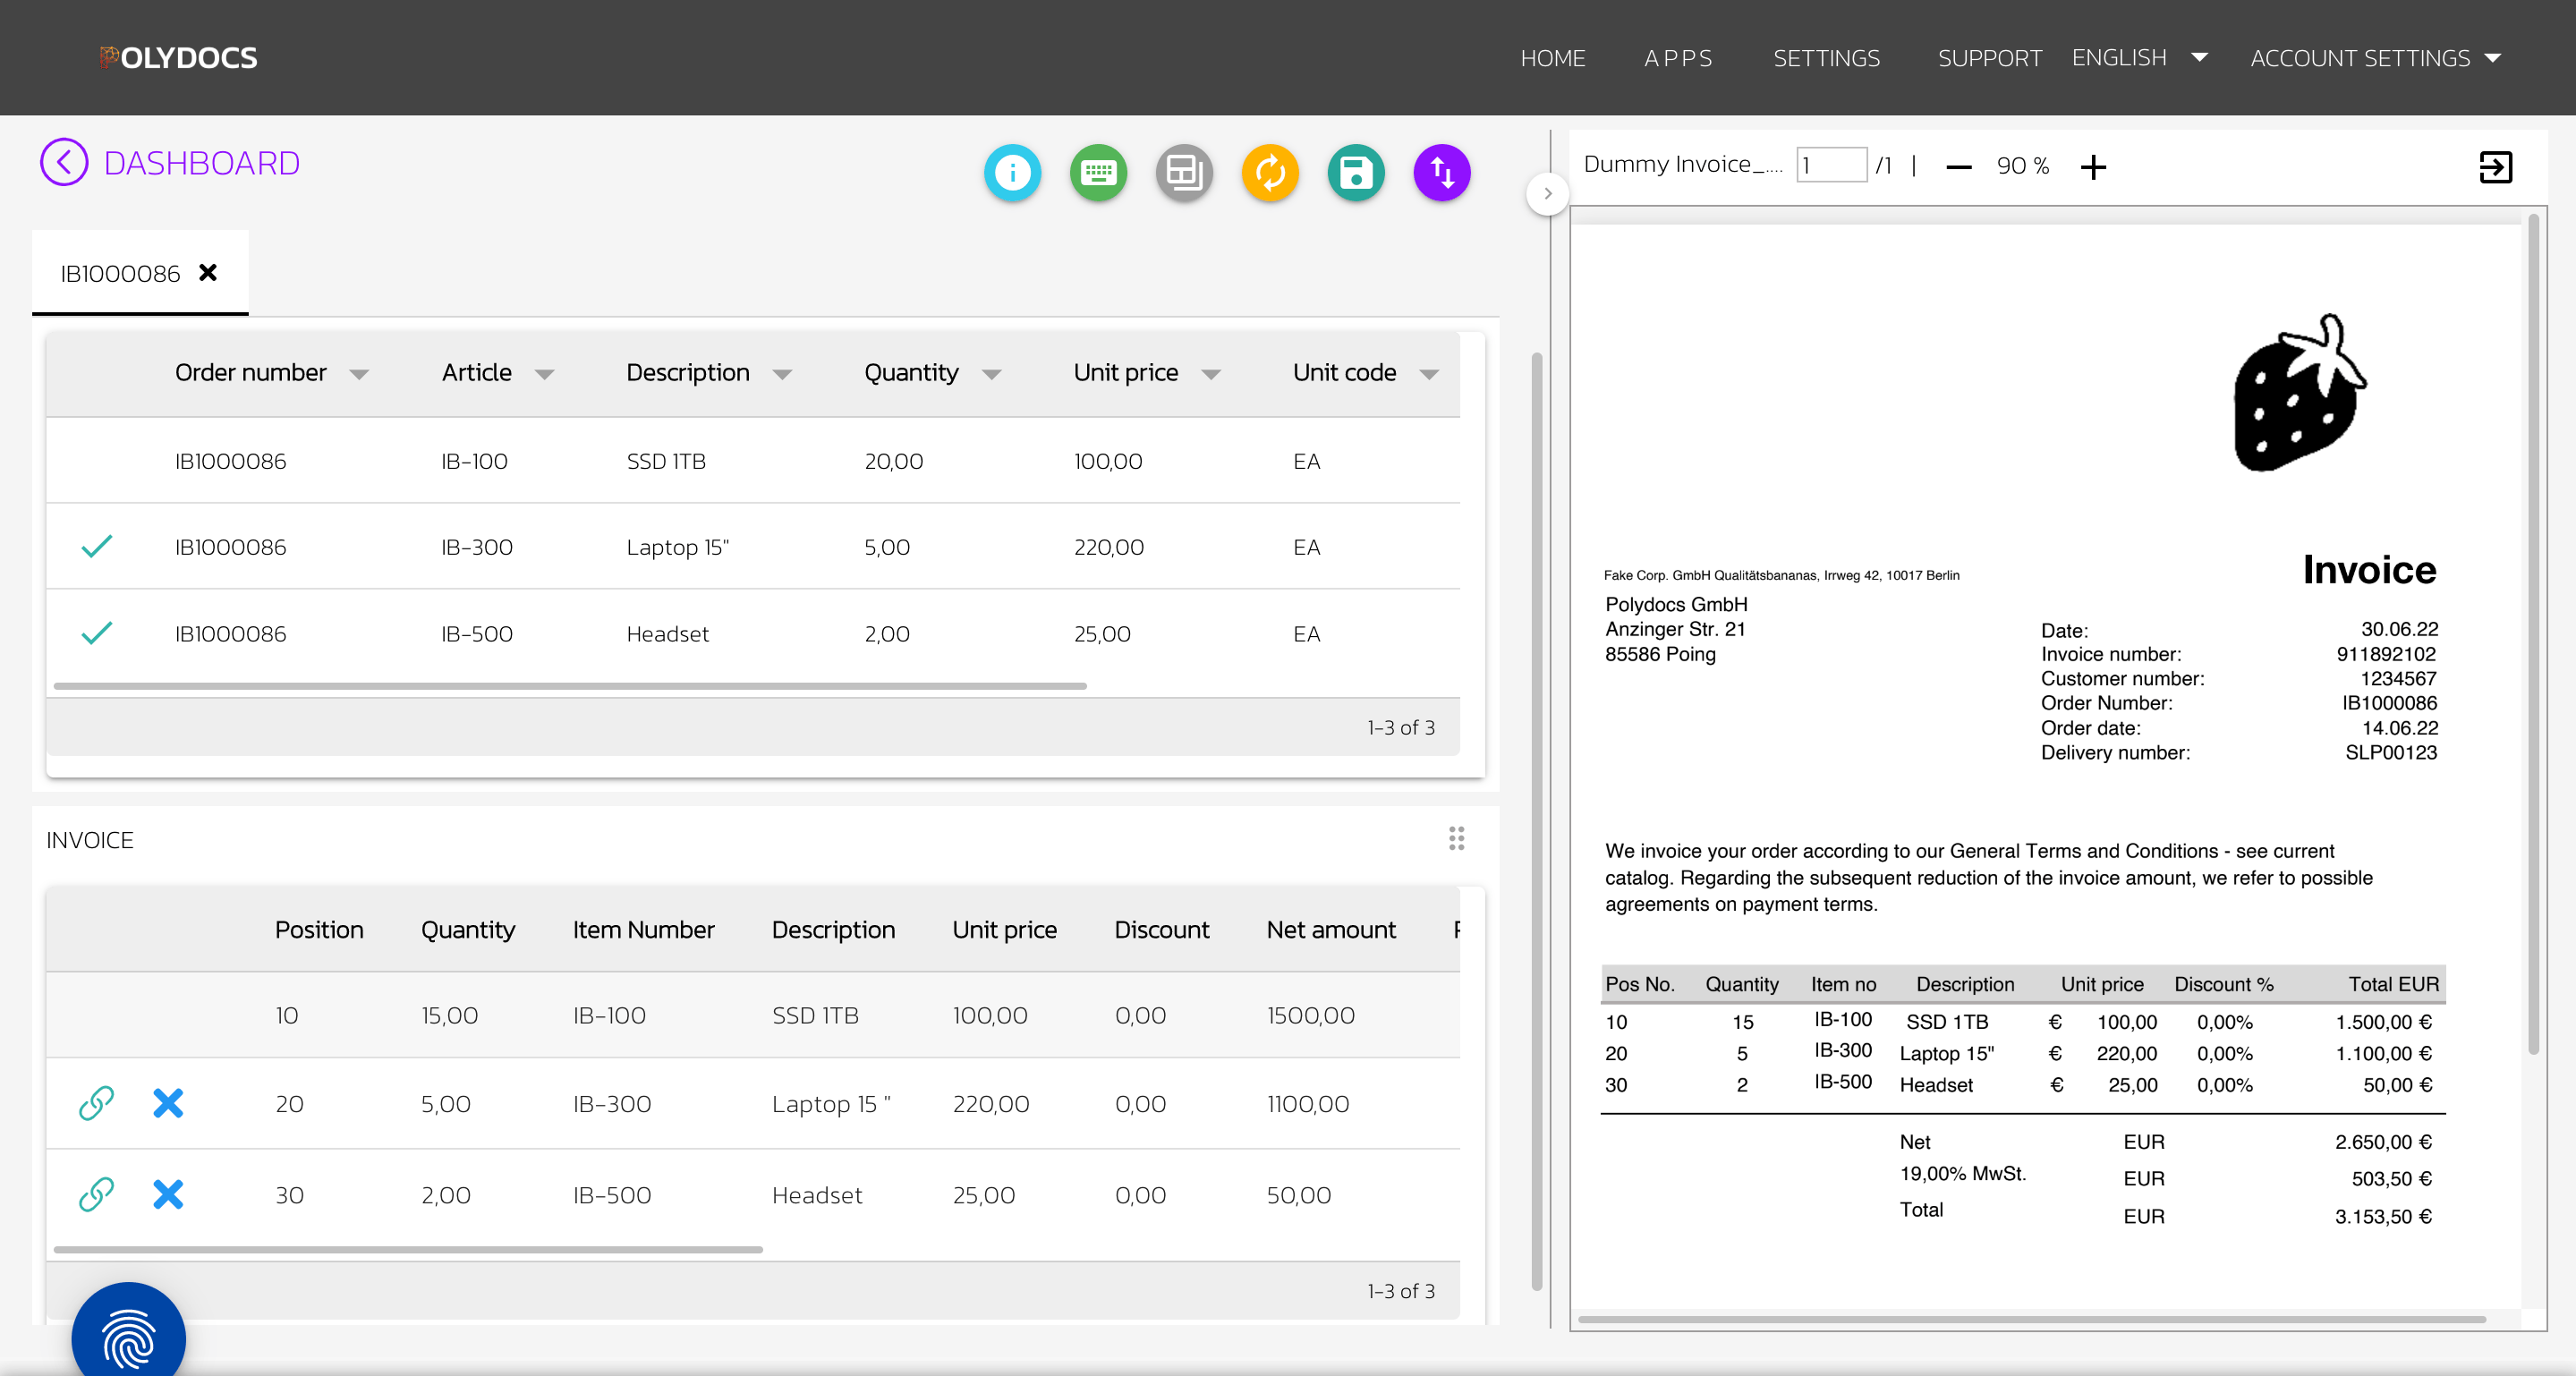 POLYDOCS HOME APPS SETTINGS SUPPORT ENGLISH ACCOUNT SETTINGS
DASHBOARD
IB1000086
Order number Article Description Quantity Unit price Unit code
IB1000086 IB-100 SSD 1TB 20,00 100,00 EA
IB1000086 IB-300 Laptop 15" 5,00 220,00 EA
IB1000086 IB-500 Headset 2,00 25,00 EA
1-3 of 3
INVOICE
Position Quantity Item Number Description Unit price Discount Net amount
10 15,00 IB-100 SSD 1TB 100,00 0,00 1500,00
20 5,00 IB-300 Laptop 15 " 220,00 0,00 1100,00
30 2,00 IB-500 Headset 25,00 0,00 50,00
1-3 of 3
Dummy Invoice_.... 1 /1 | 90 %
Invoice
Fake Corp. GmbH Qualitätsbananas, Irrweg 42, 10017 Berlin
Polydocs GmbH
Anzinger Str. 21
85586 Poing
Date: 30.06.22
Invoice number: 911892102
Customer number: 1234567
Order Number: IB1000086
Order date: 14.06.22
Delivery number: SLP00123
We invoice your order according to our General Terms and Conditions - see current
catalog. Regarding the subsequent reduction of the invoice amount, we refer to possible
agreements on payment terms.
Pos No. Quantity Item no Description Unit price Discount % Total EUR
10 15 IB-100 SSD 1TB € 100,00 0,00% 1.500,00 €
20 5 IB-300 Laptop 15" € 220,00 0,00% 1.100,00 €
30 2 IB-500 Headset € 25,00 0,00% 50,00 €
Net EUR 2.650,00 €
19,00% MwSt. EUR 503,50 €
Total EUR 3.153,50 €